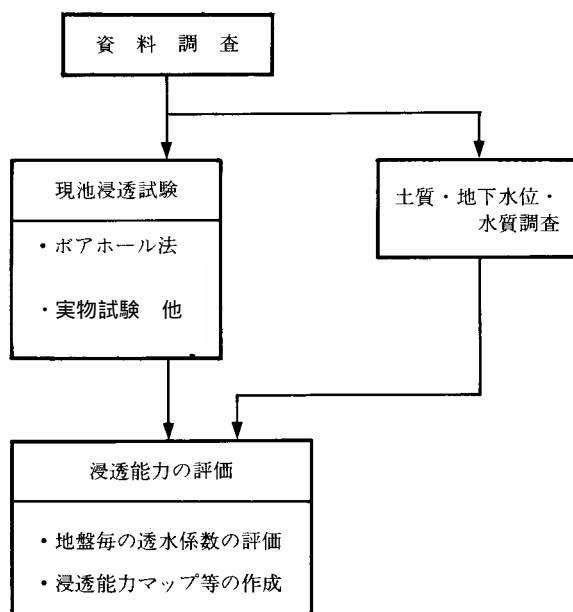 資料調査
現池浸透試験
・ボアホール法
・実物試験 他
土質・地下水位・
水質調査
浸透能力の評価
・地盤毎の透水係数の評価
・浸透能力マップ等の作成